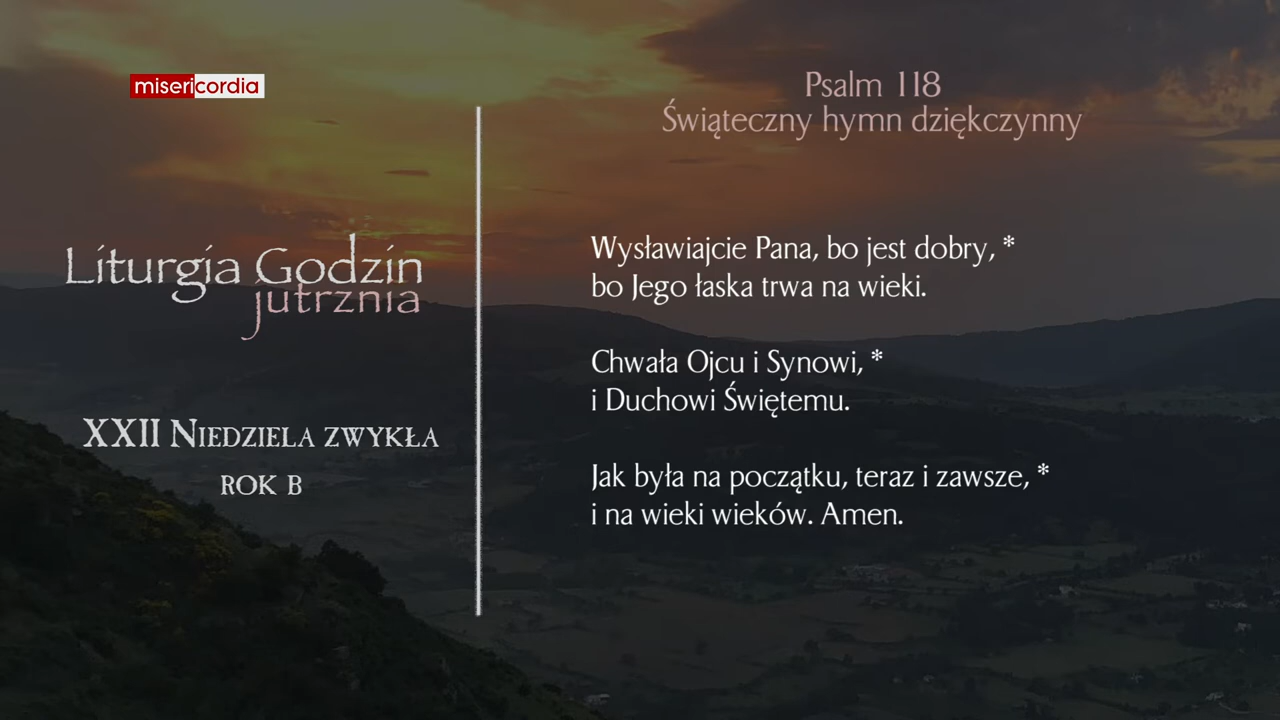 misericordia
Liturgia Godzin
jutrznia
XXII Niedziela zwykła
rok B
Psalm 118
Świąteczny hymn dziękczynny
Wysławiajcie Pana, bo jest dobry, *
bo Jego łaska trwa na wieki.
Chwała Ojcu i Synowi, *
i Duchowi Świętemu.
Jak była na początku, teraz i zawsze, *
i na wieki wieków. Amen.